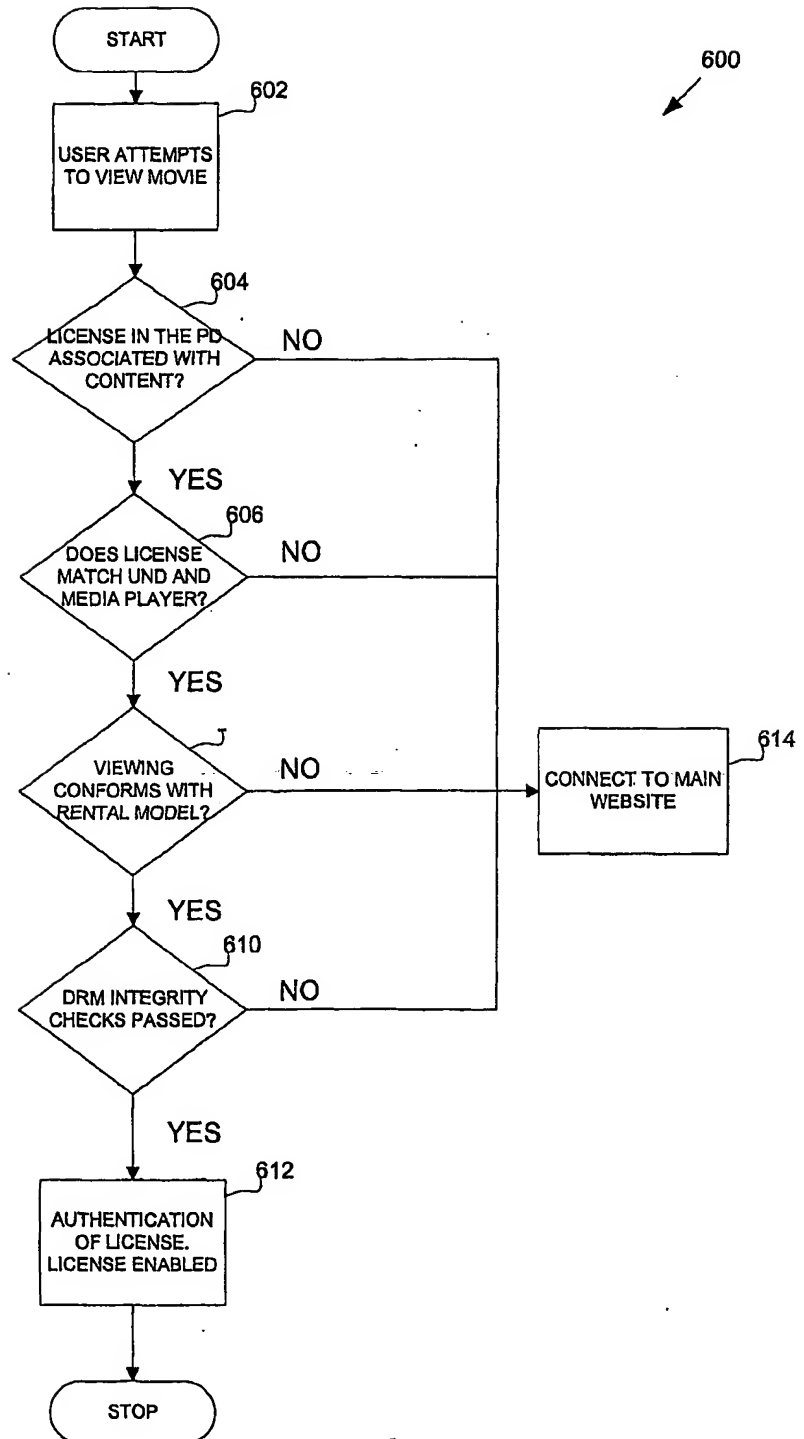 START
600
602
USER ATTEMPTS
TO VIEW MOVIE
604
LICENSE IN THE PD
ASSOCIATED WITH
CONTENT?
NO
YES
606
DOES LICENSE
MATCH UND AND
MEDIA PLAYER?
NO
YES
VIEWING
CONFORMS WITH
RENTAL MODEL?
NO
614
CONNECT TO MAIN
WEBSITE
YES
610
DRM INTEGRITY
CHECKS PASSED?
NO
YES
612
AUTHENTICATION
OF LICENSE.
LICENSE ENABLED
STOP